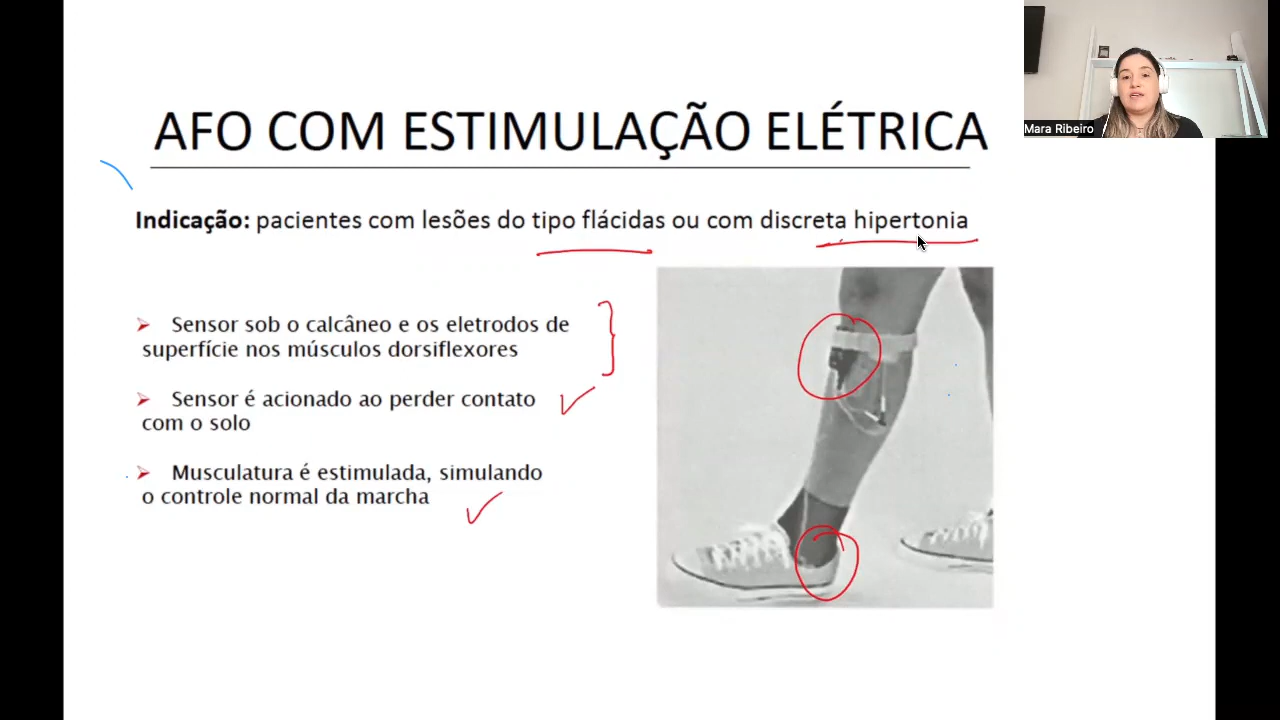 AFO COM ESTIMULAÇÃO ELÉTRICA
Mara Ribeiro
Indicação: pacientes com lesões do tipo flácidas ou com discreta hipertonia
Sensor sob o calcâneo e os eletrodos de
superfície nos músculos dorsiflexores
Sensor é acionado ao perder contato
com o solo
Musculatura é estimulada, simulando
o controle normal da marcha